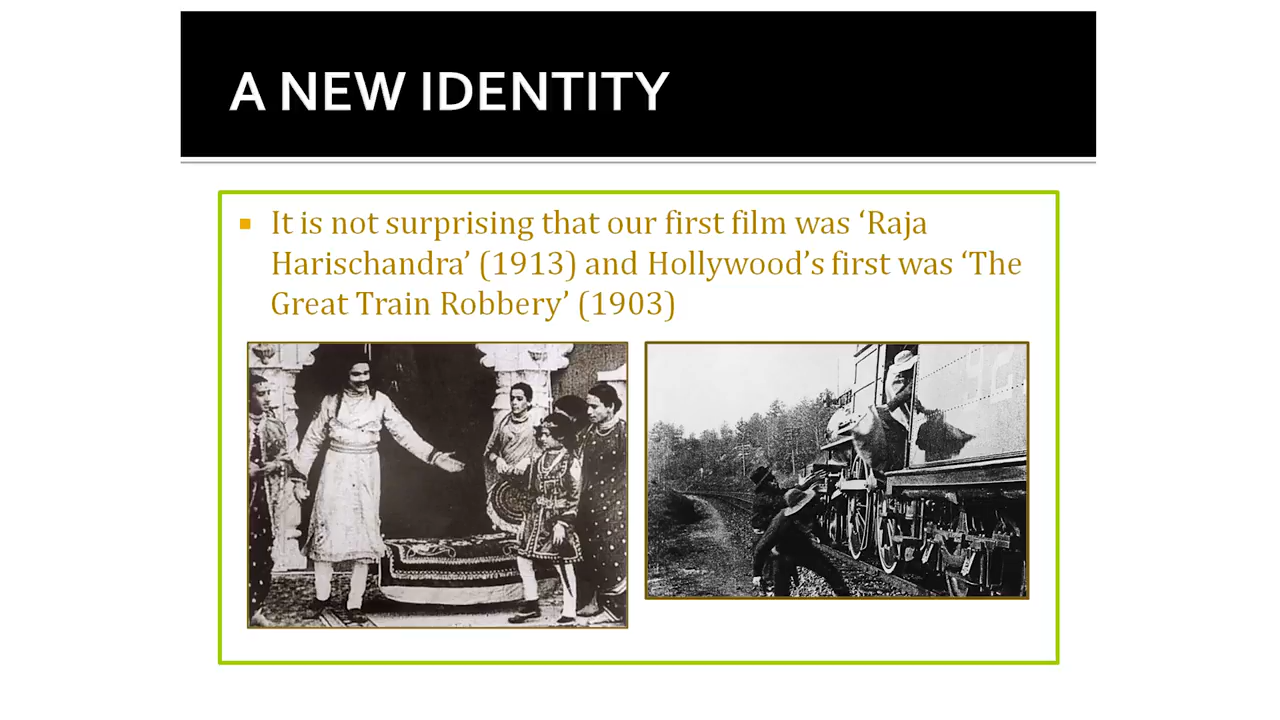 A NEW IDENTITY
It is not surprising that our first film was ‘Raja
Harischandra’ (1913) and Hollywood’s first was ‘The
Great Train Robbery’ (1903)